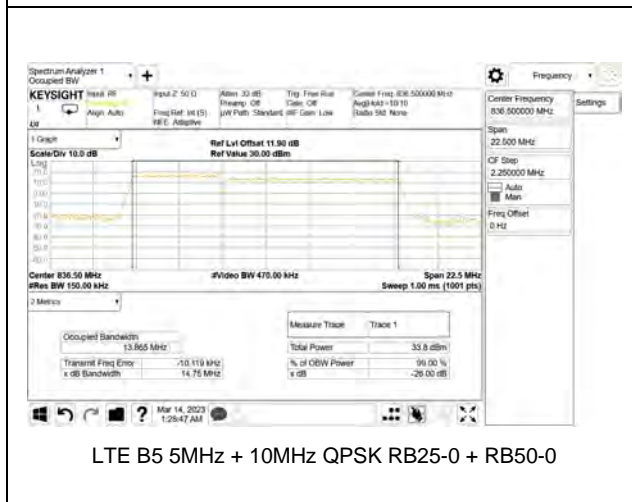 Spectrum Analyzer 1
Occupied BW
+
Frequency
KEYSIGHT Input: RF
Align: Auto
Input Z: 50 Ω
Freq Ref: Int (S)
NFE: Adaptive
Atten: 32 dB
Preamp: Off
µW Path: Standard
Trig: Free Run
Gate: Off
#IF Gain: Low
Center Freq: 836.500000 MHz
Avg|Hold:>10/10
Radio Std: None
Center Frequency
836.500000 MHz
Settings
Span
22.500 MHz
CF Step
2.250000 MHz
Auto
Man
Freq Offset
0 Hz
1 Graph
Scale/Div 10.0 dB
Ref Lvl Offset 11.90 dB
Ref Value 30.00 dBm
Log
Center 836.50 MHz
#Res BW 150.00 kHz
#Video BW 470.00 kHz
Span 22.5 MHz
Sweep 1.00 ms (1001 pts)
2 Metrics
Measure Trace Trace 1
Occupied Bandwidth
13.865 MHz
Total Power 33.8 dBm
Transmit Freq Error -10.119 kHz
% of OBW Power 99.00 %
x dB Bandwidth 14.75 MHz
x dB -26.00 dB
?
Mar 14, 2023
1:28:47 AM
LTE B5 5MHz + 10MHz QPSK RB25-0 + RB50-0